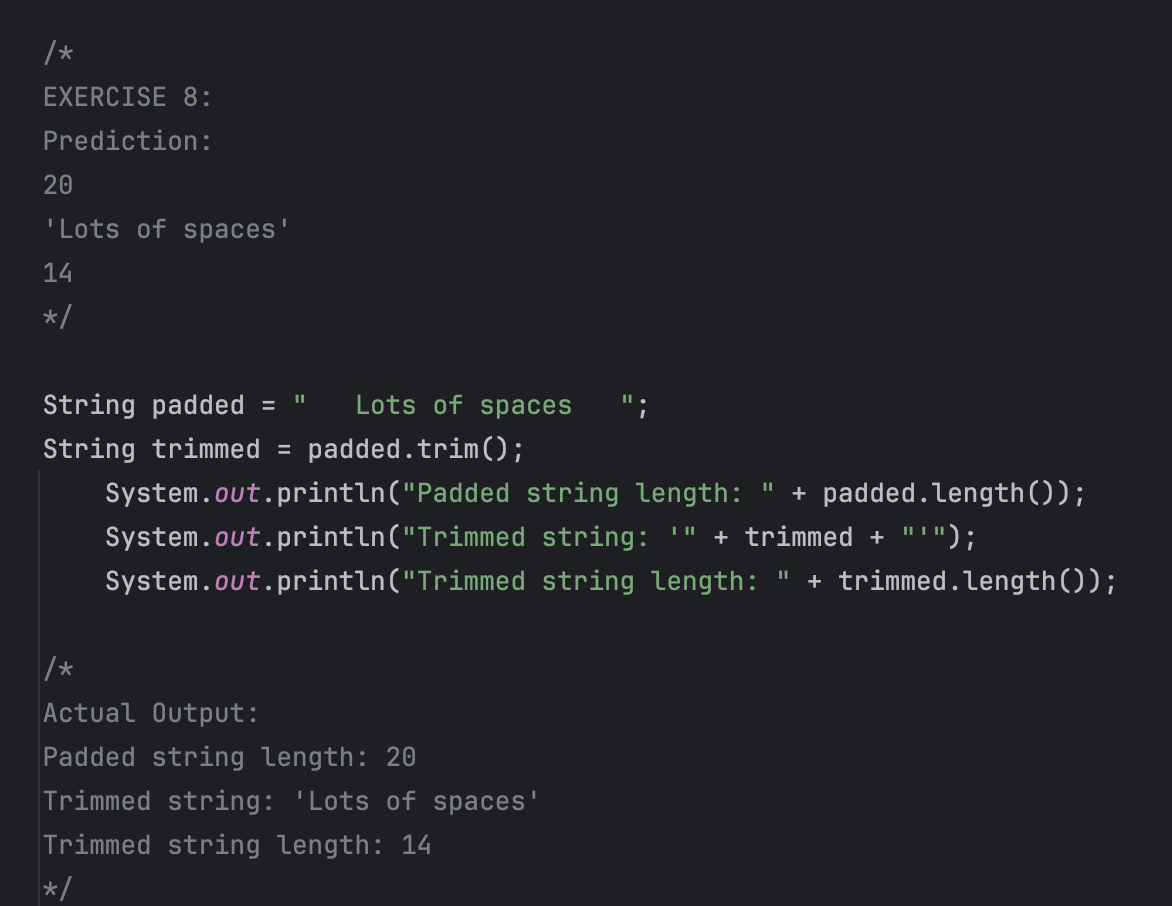 /*
EXERCISE 8:
Prediction:
20
'Lots of spaces'
14
*/
String padded = "   Lots of spaces   ";
String trimmed = padded.trim();
    System.out.println("Padded string length: " + padded.length());
    System.out.println("Trimmed string: '" + trimmed + "'");
    System.out.println("Trimmed string length: " + trimmed.length());
/*
Actual Output:
Padded string length: 20
Trimmed string: 'Lots of spaces'
Trimmed string length: 14
*/